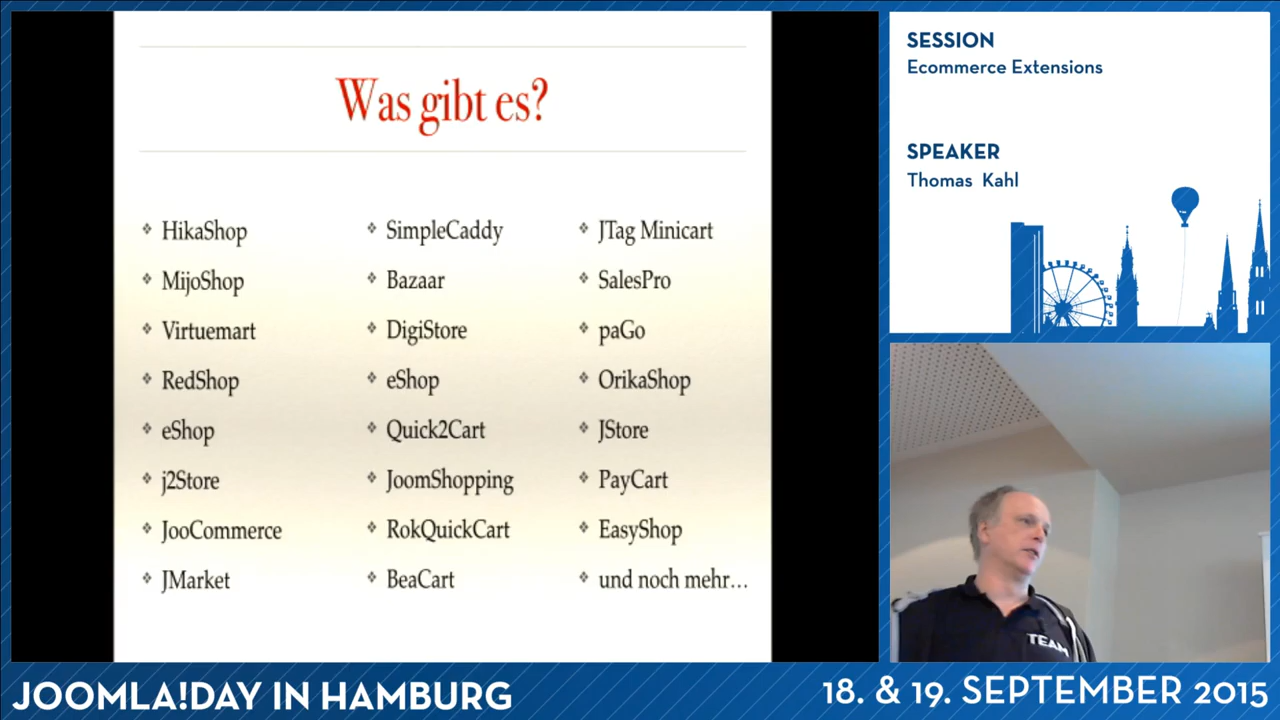 Was gibt es?
HikaShop
MijoShop
Virtuemart
RedShop
eShop
j2Store
JooCommerce
JMarket
SimpleCaddy
Bazaar
DigiStore
eShop
Quick2Cart
JoomShopping
RokQuickCart
BeaCart
JTag Minicart
SalesPro
paGo
OrikaShop
JStore
PayCart
EasyShop
und noch mehr…
SESSION
Ecommerce Extensions
SPEAKER
Thomas Kahl
TEAM
JOOMLA!DAY IN HAMBURG
18. & 19. SEPTEMBER 2015